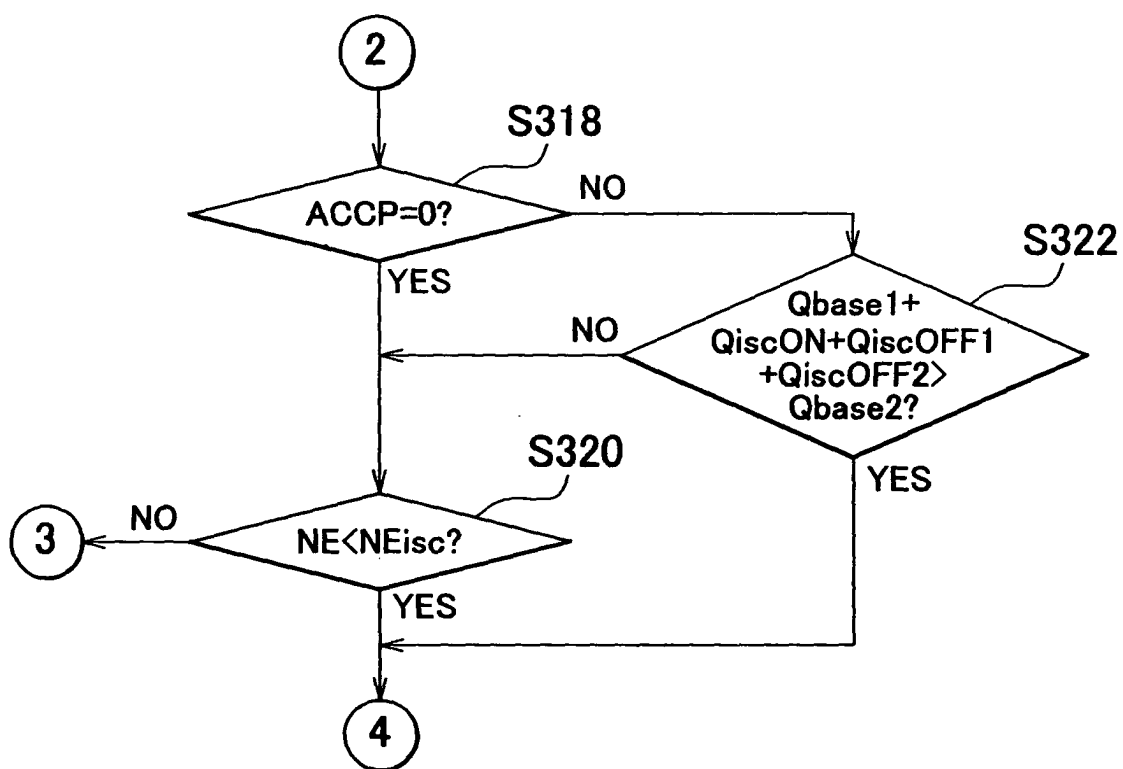 2
S318
ACCP=0?
NO
YES
S322
Qbase1+
QiscON+QiscOFF1
+QiscOFF2>
Qbase2?
NO
YES
S320
NE<NEisc?
NO
3
YES
4